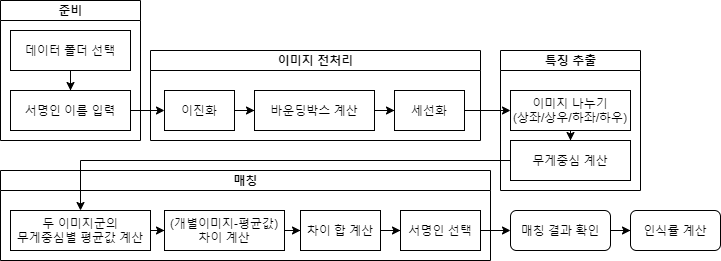 준비
데이터 폴더 선택
서명인 이름 입력
이미지 전처리
이진화
바운딩박스 계산
세선화
특징 추출
이미지 나누기
(상좌/상우/하좌/하우)
무게중심 계산
매칭
두 이미지군의
무게중심별 평균값 계산
(개별이미지-평균값)
차이 계산
차이 합 계산
서명인 선택
매칭 결과 확인
인식률 계산